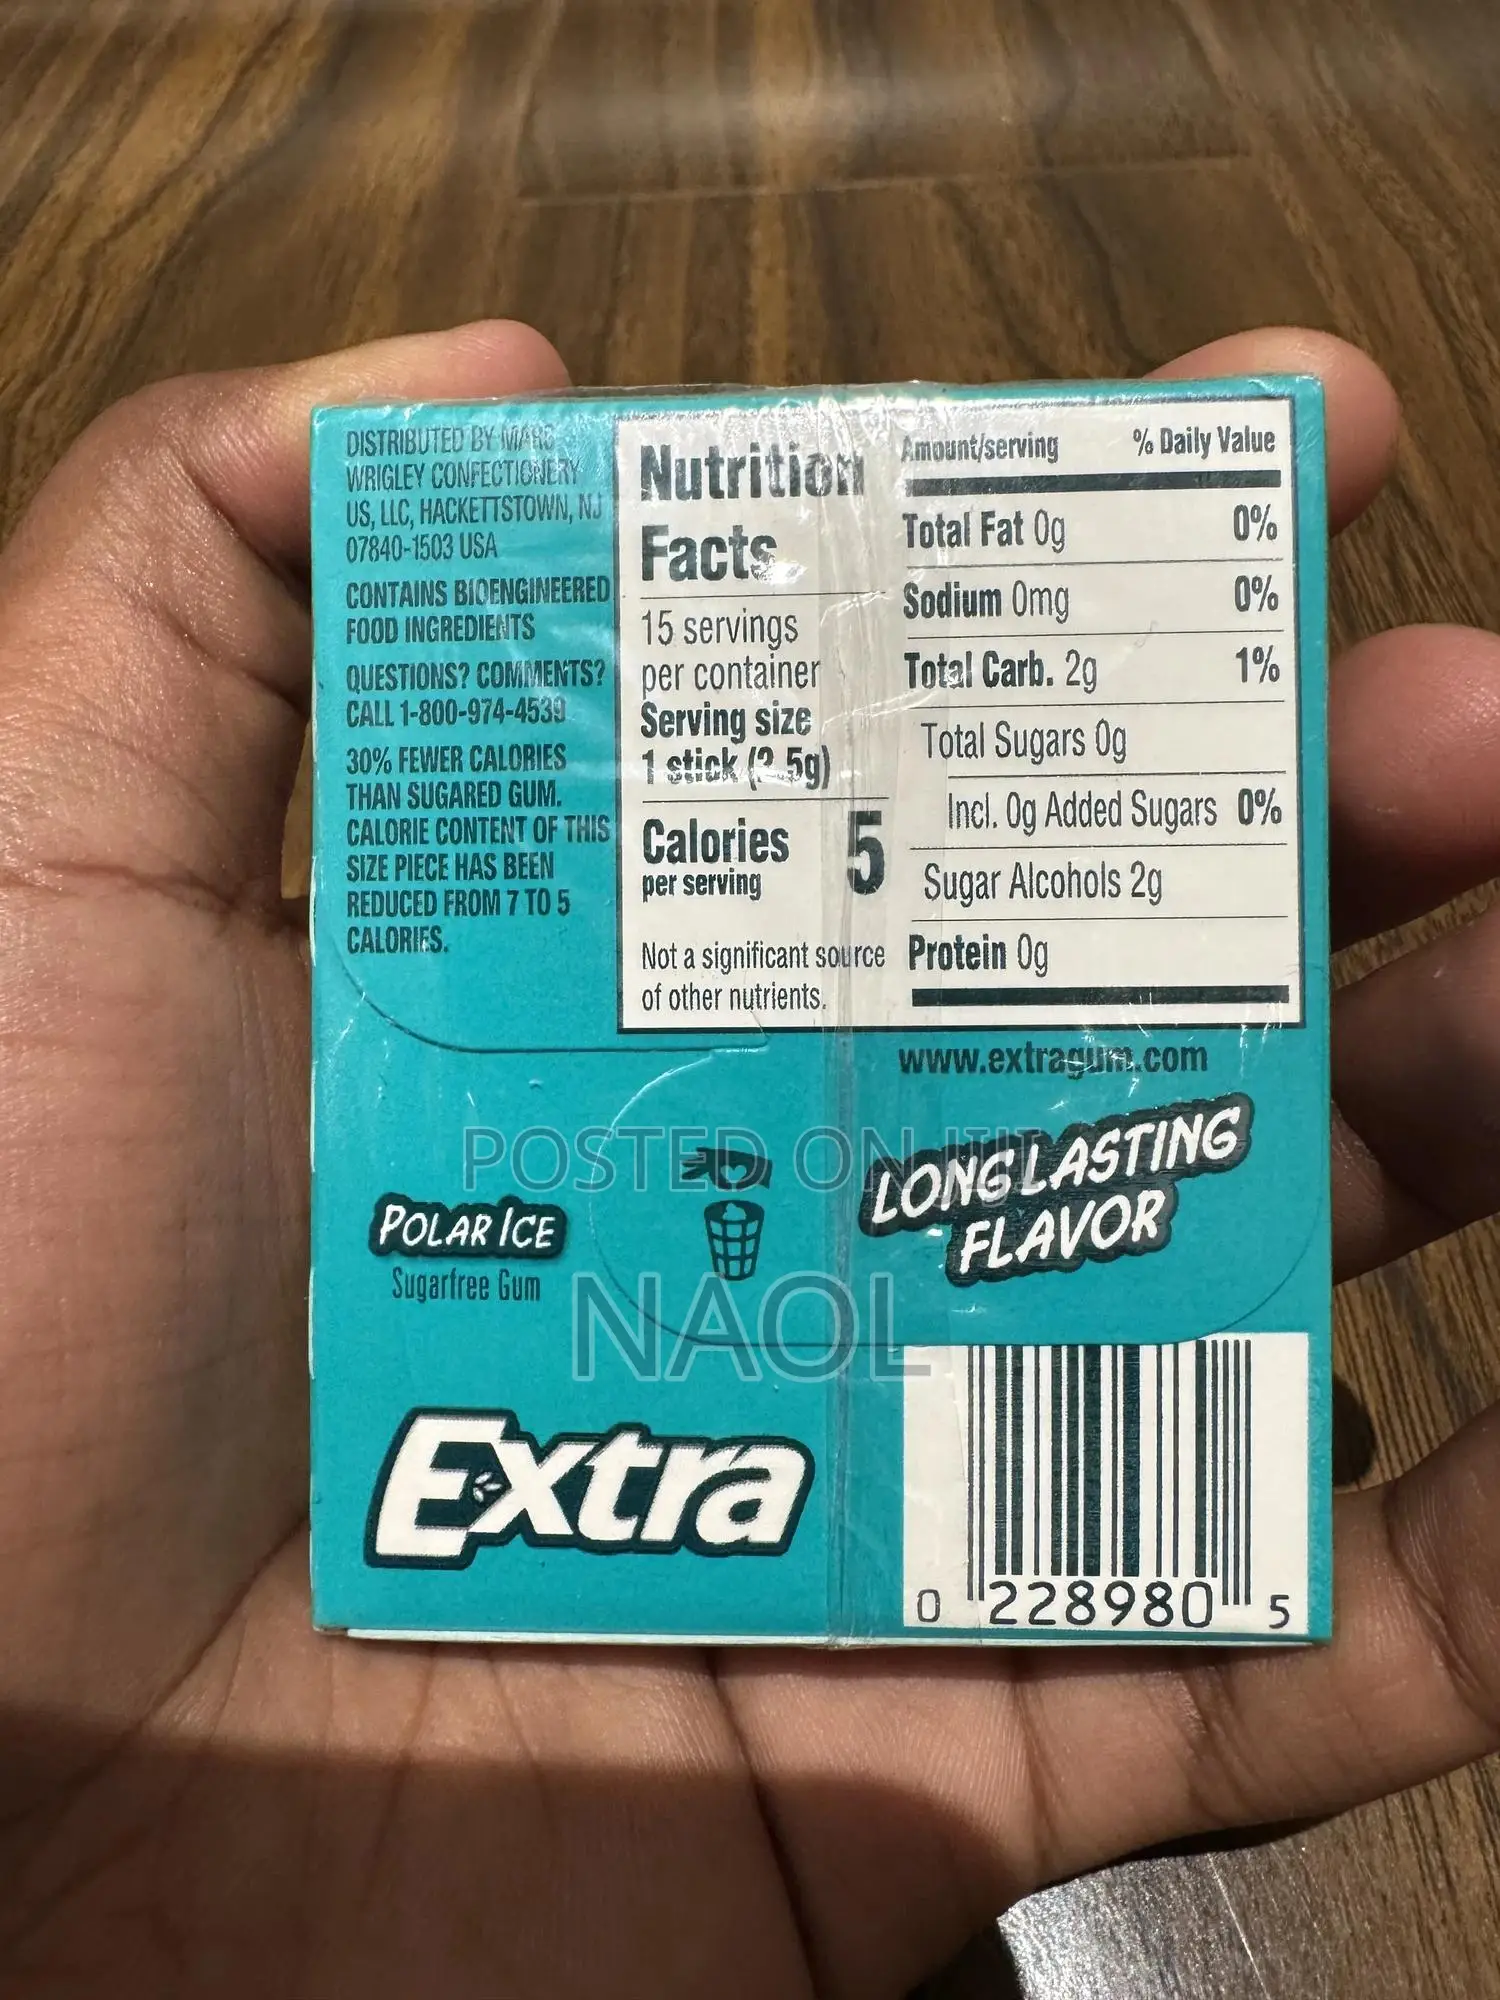 DISTRIBUTED BY MARS
WRIGLEY CONFECTIONERY
US, LLC, HACKETTSTOWN, NJ
07840-1503 USA
CONTAINS BIOENGINEERED
FOOD INGREDIENTS
QUESTIONS? COMMENTS?
CALL 1-800-974-4539
30% FEWER CALORIES
THAN SUGARED GUM.
CALORIE CONTENT OF THIS
SIZE PIECE HAS BEEN
REDUCED FROM 7 TO 5
CALORIES.
Nutrition
Facts
15 servings
per container
Serving size
1 stick (2.5g)
Calories 5
per serving
Not a significant source
of other nutrients.
Amount/serving % Daily Value
Total Fat 0g 0%
Sodium 0mg 0%
Total Carb. 2g 1%
Total Sugars 0g
Incl. 0g Added Sugars 0%
Sugar Alcohols 2g
Protein 0g
www.extragum.com
POSTED ON JIJI
NAOL
LONG LASTING
FLAVOR
POLAR ICE
Sugarfree Gum
Extra
0 228980 5